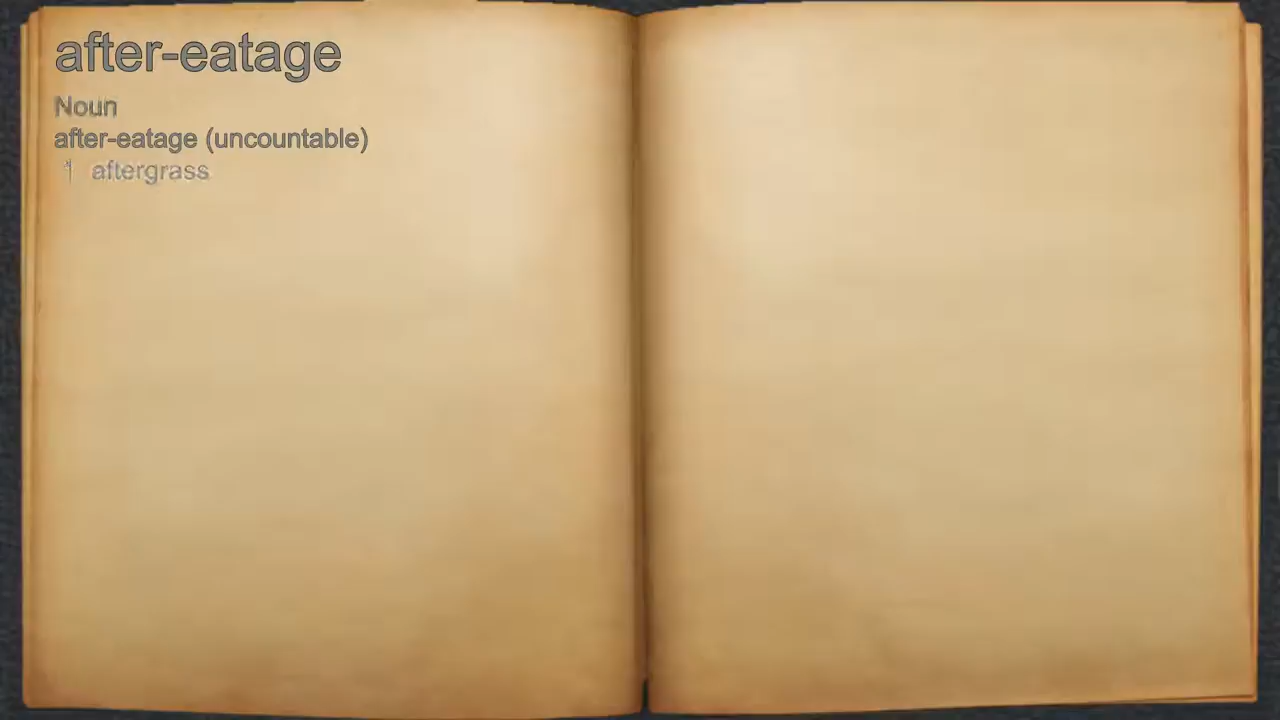 after-eatage
Noun
after-eatage (uncountable)
1 aftergrass